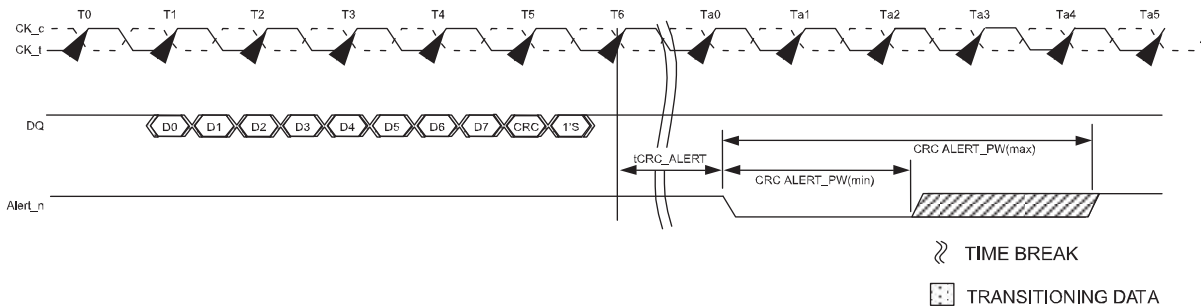 T0 T1 T2 T3 T4 T5 T6 Ta0 Ta1 Ta2 Ta3 Ta4 Ta5
CK_c
CK_t
DQ D0 D1 D2 D3 D4 D5 D6 D7 CRC 1'S
CRC ALERT_PW(max)
tCRC_ALERT
CRC ALERT_PW(min)
Alert_n
TIME BREAK
TRANSITIONING DATA